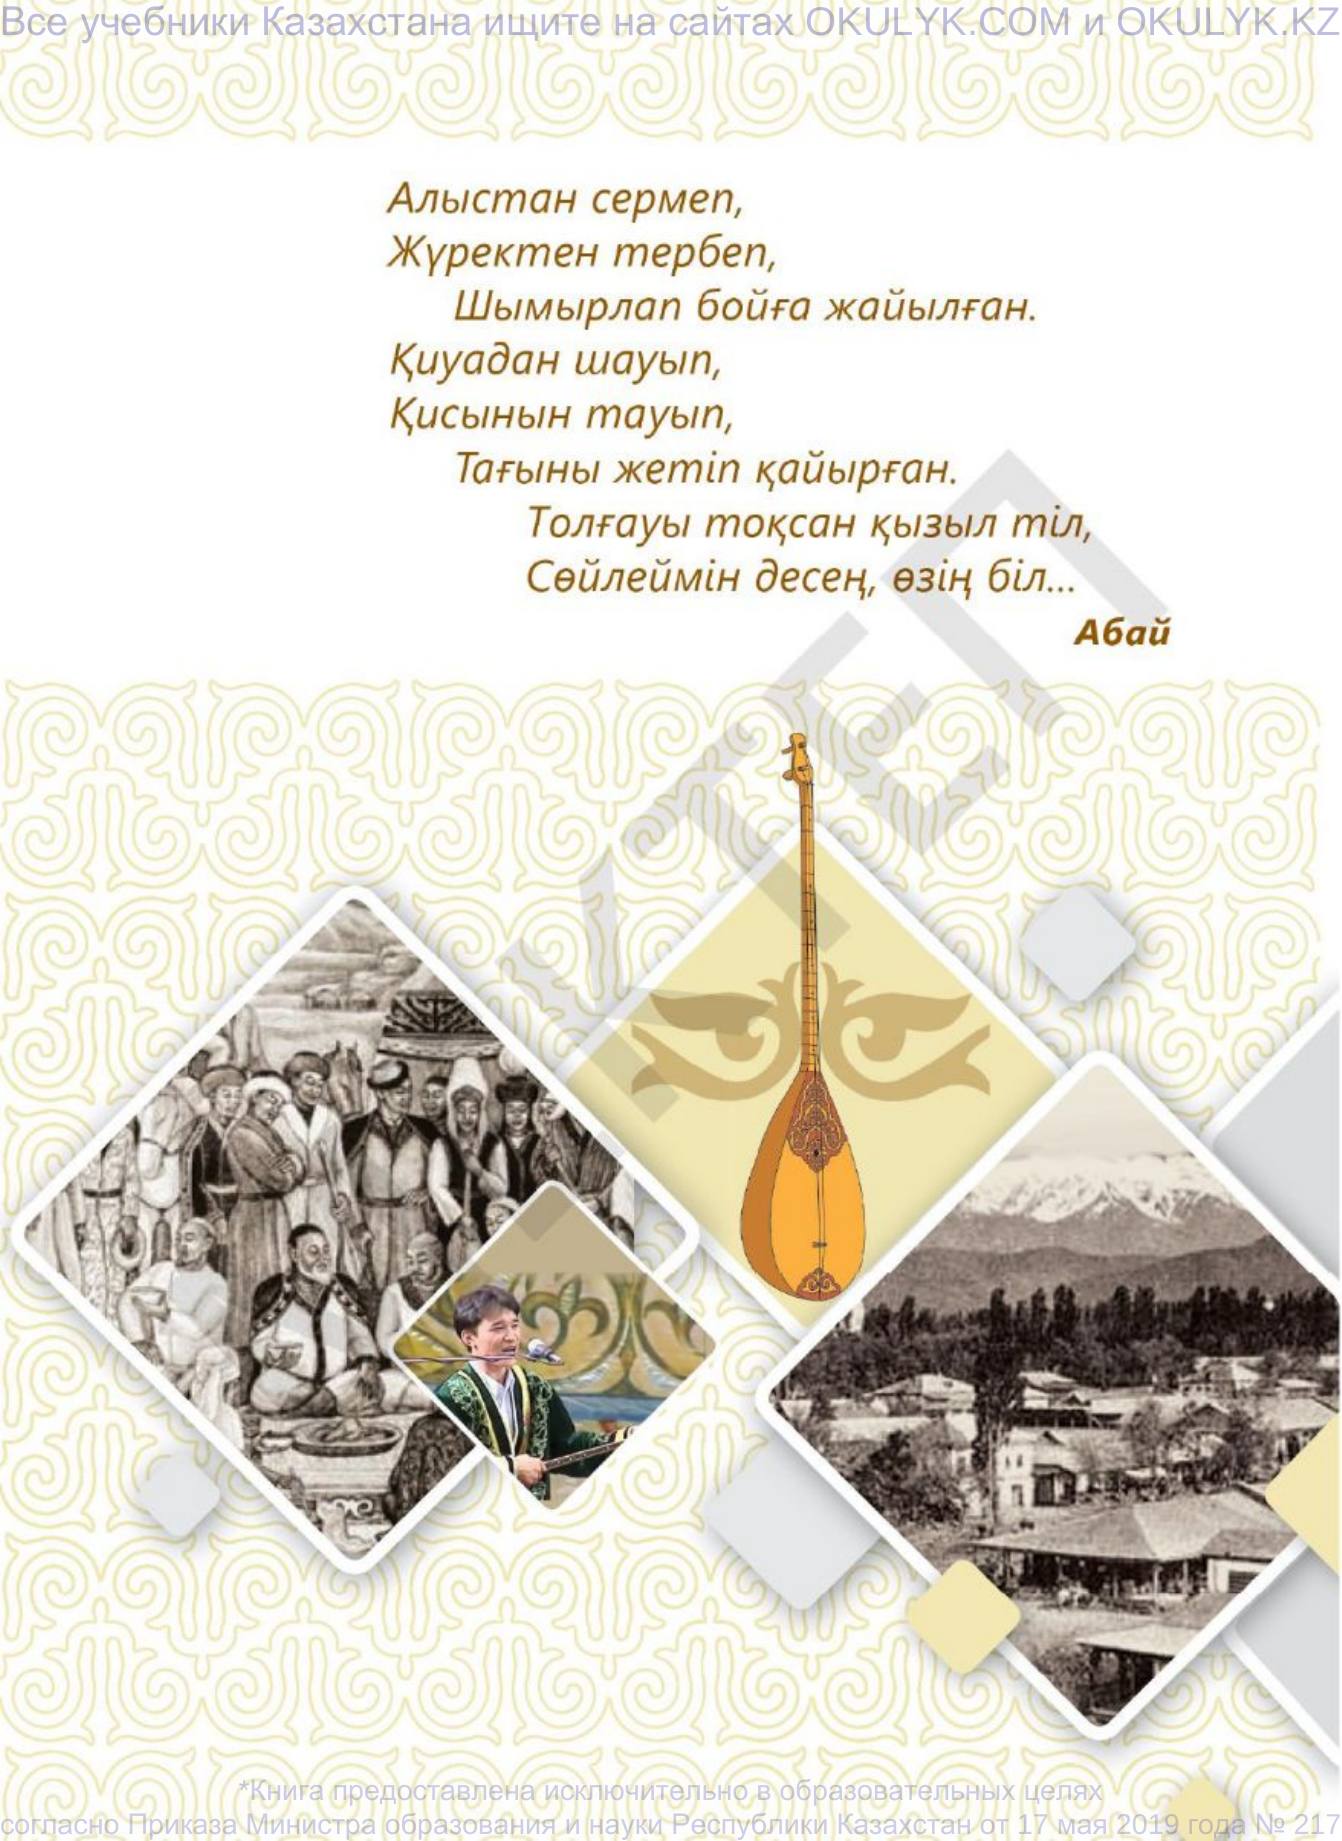 Все учебники Казахстана ищите на сайтах OKULYK.COM и OKULYK.KZ
Алыстан сермеп,
Жүректен тербеп,
Шымырлап бойға жайылған.
Қиуадан шауып,
Қисынын тауып,
Тағыны жетіп қайырған.
Толғауы тоқсан қызыл тіл,
Сөйлеймін десең, өзің біл...
Абай
*Книга предоставлена исключительно в образовательных целях
согласно Приказа Министра образования и науки Республики Казахстан от 17 мая 2019 года № 217